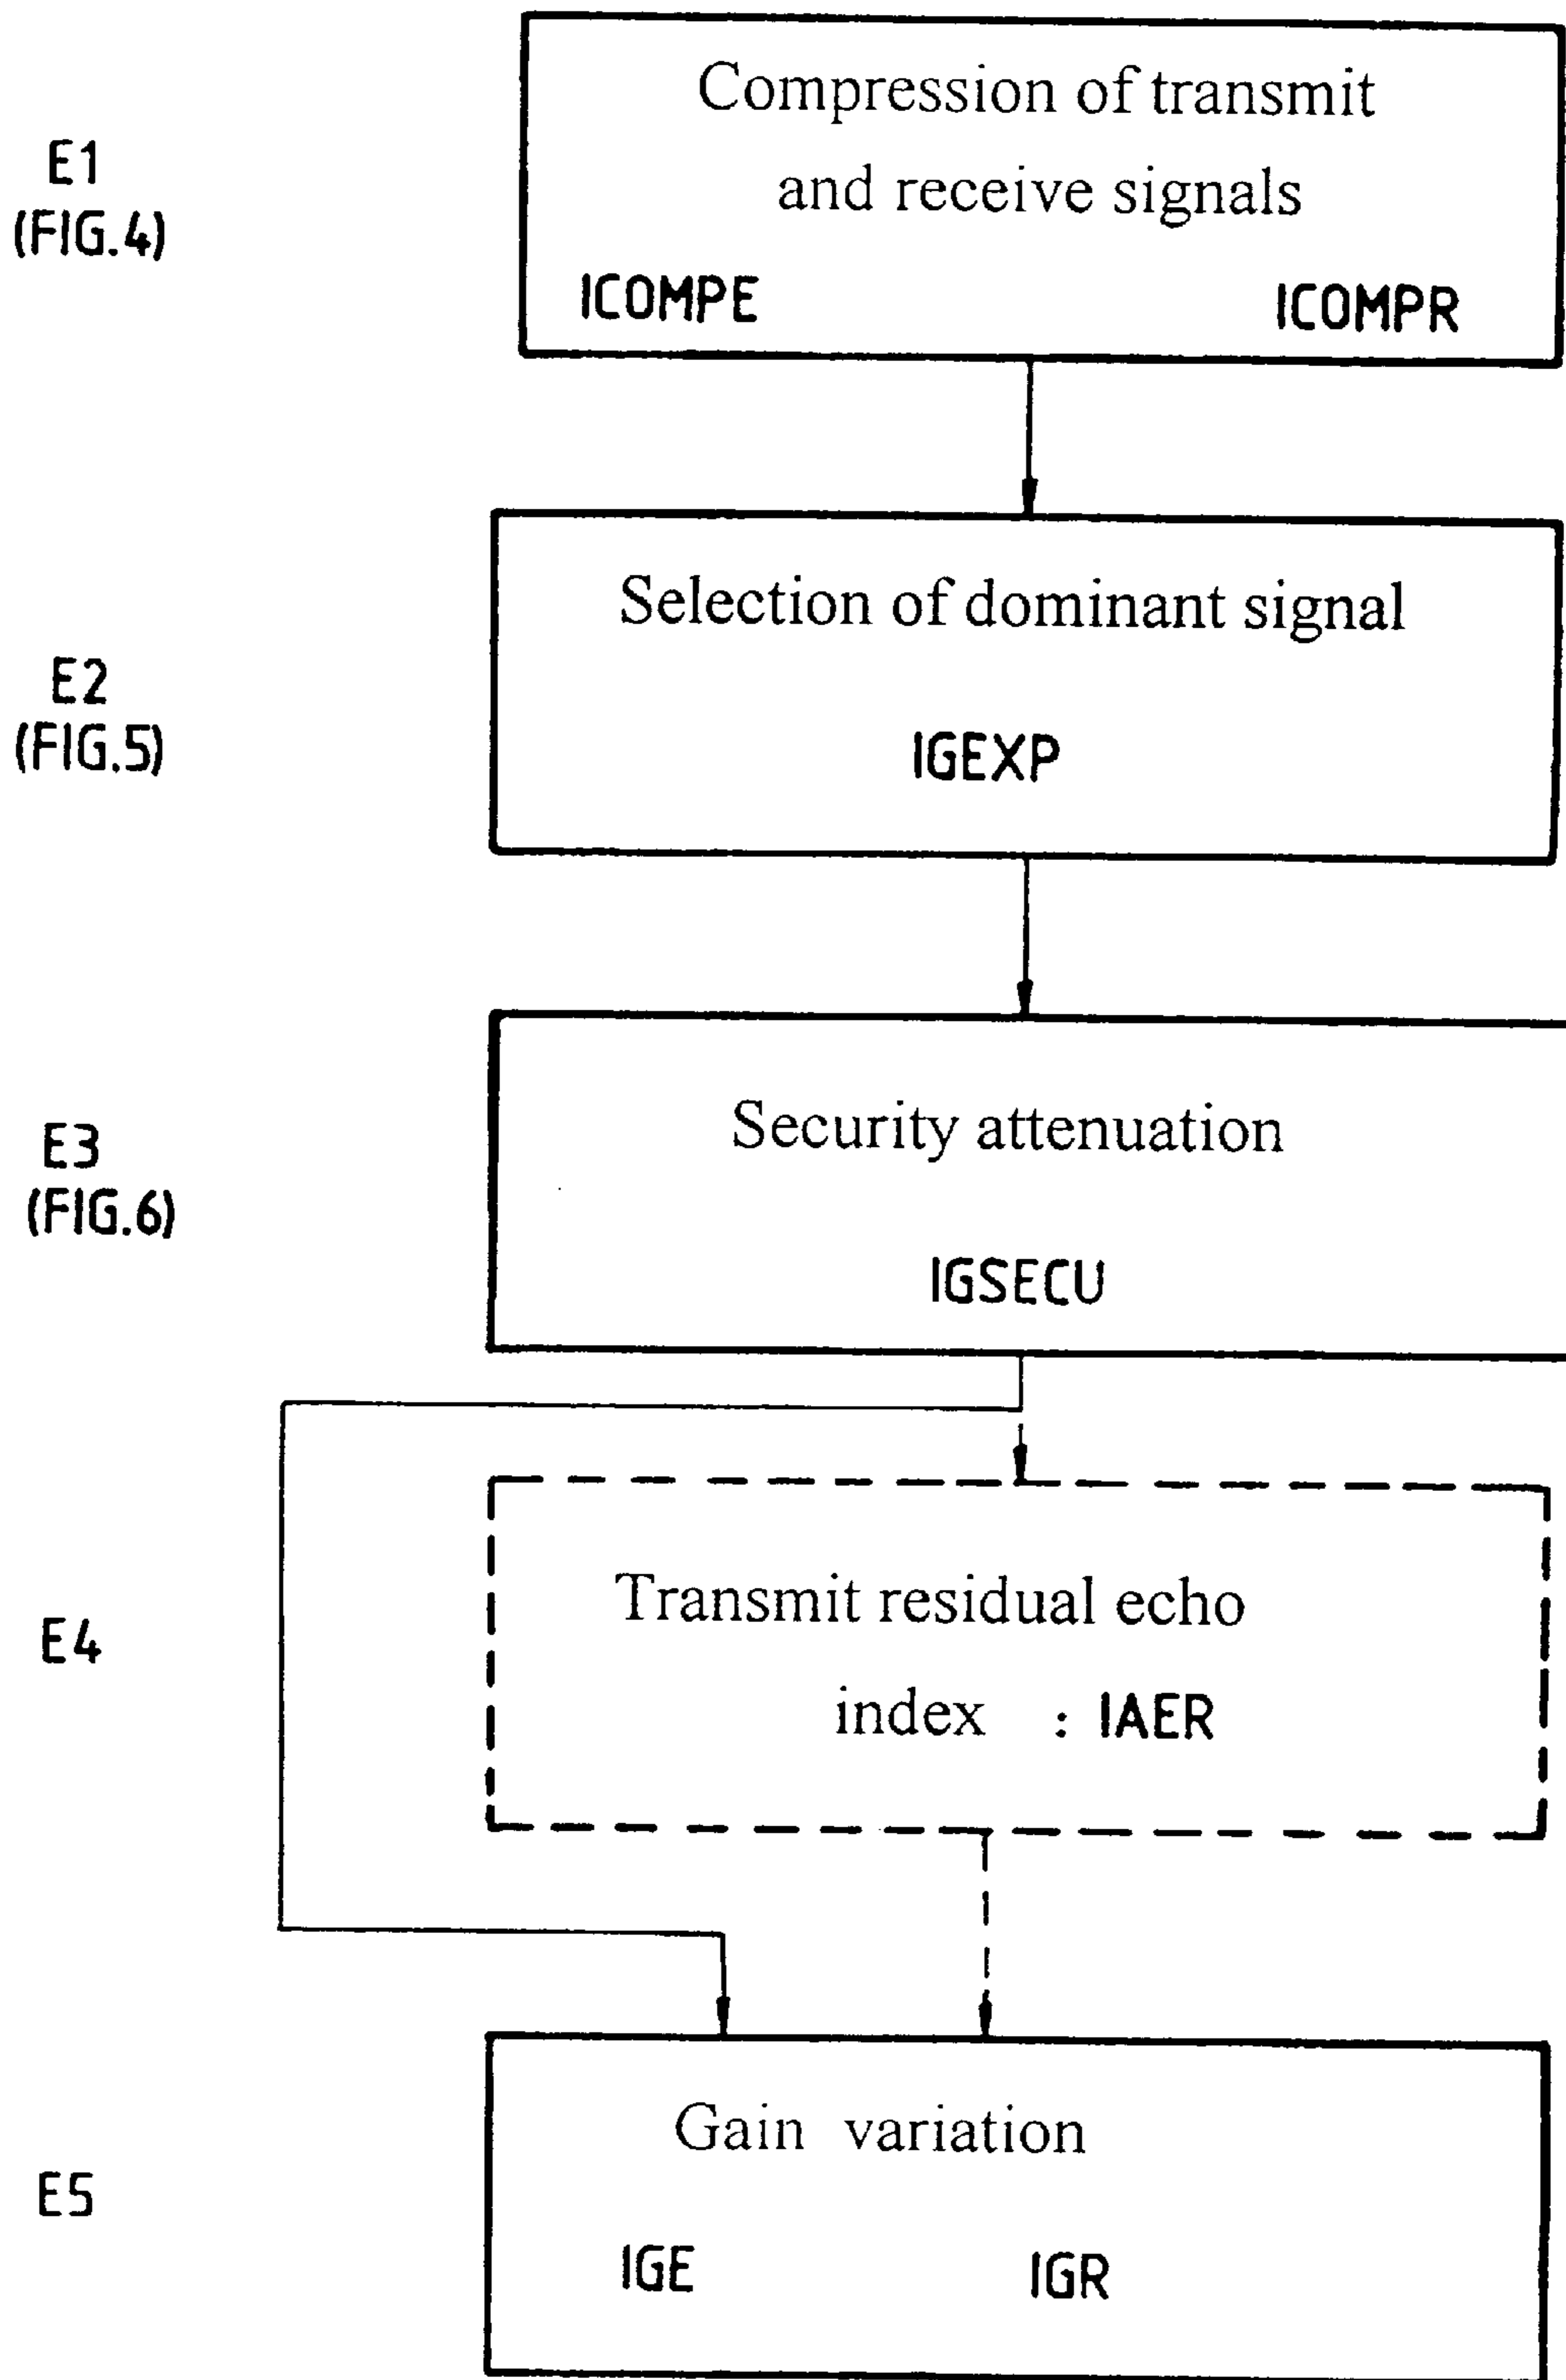 E1
(FIG.4)
Compression of transmit
and receive signals
ICOMPE ICOMPR
E2
(FIG.5)
Selection of dominant signal
IGEXP
E3
(FIG.6)
Security attenuation
IGSECU
E4
Transmit residual echo
index : IAER
E5
Gain variation
IGE IGR